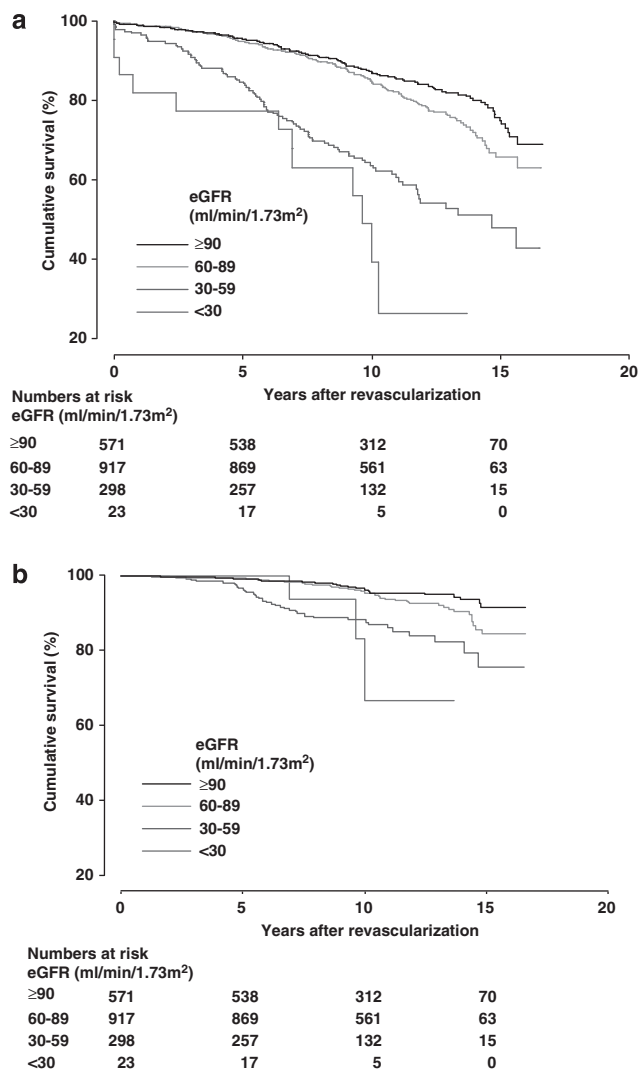 a
100
80
60
40
20
Cumulative survival (%)
eGFR
(ml/min/1.73m²)
≥90
60-89
30-59
<30
0 5 10 15 20
Years after revascularization
Numbers at risk
eGFR (ml/min/1.73m²)
≥90 571 538 312 70
60-89 917 869 561 63
30-59 298 257 132 15
<30 23 17 5 0
b
100
80
60
40
20
Cumulative survival (%)
eGFR
(ml/min/1.73m²)
≥90
60-89
30-59
<30
0 5 10 15 20
Years after revascularization
Numbers at risk
eGFR (ml/min/1.73m²)
≥90 571 538 312 70
60-89 917 869 561 63
30-59 298 257 132 15
<30 23 17 5 0